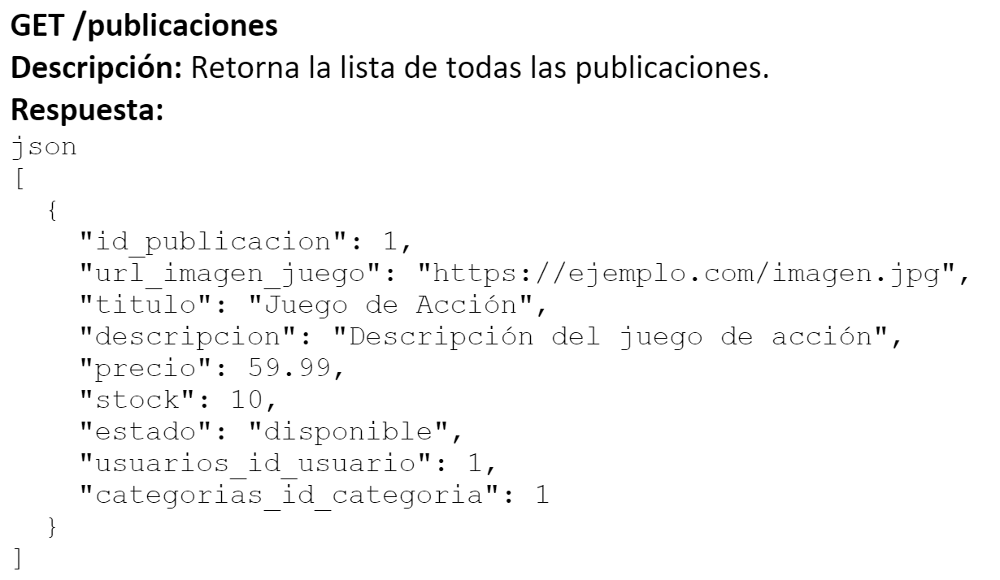 GET /publicaciones
Descripción: Retorna la lista de todas las publicaciones.
Respuesta:
json
[
  {
    "id_publicacion": 1,
    "url_imagen_juego": "https://ejemplo.com/imagen.jpg",
    "titulo": "Juego de Acción",
    "descripcion": "Descripción del juego de acción",
    "precio": 59.99,
    "stock": 10,
    "estado": "disponible",
    "usuarios_id_usuario": 1,
    "categorias_id_categoria": 1
  }
]